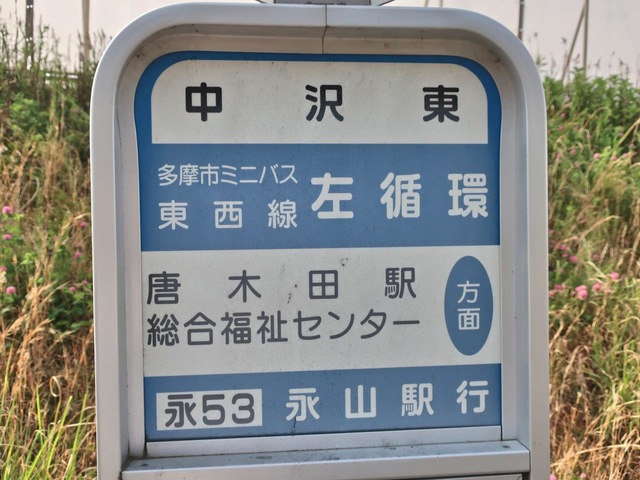 中沢東
多摩市ミニバス
東西線 左循環
唐木田駅
総合福祉センター
方面
永53 永山駅行